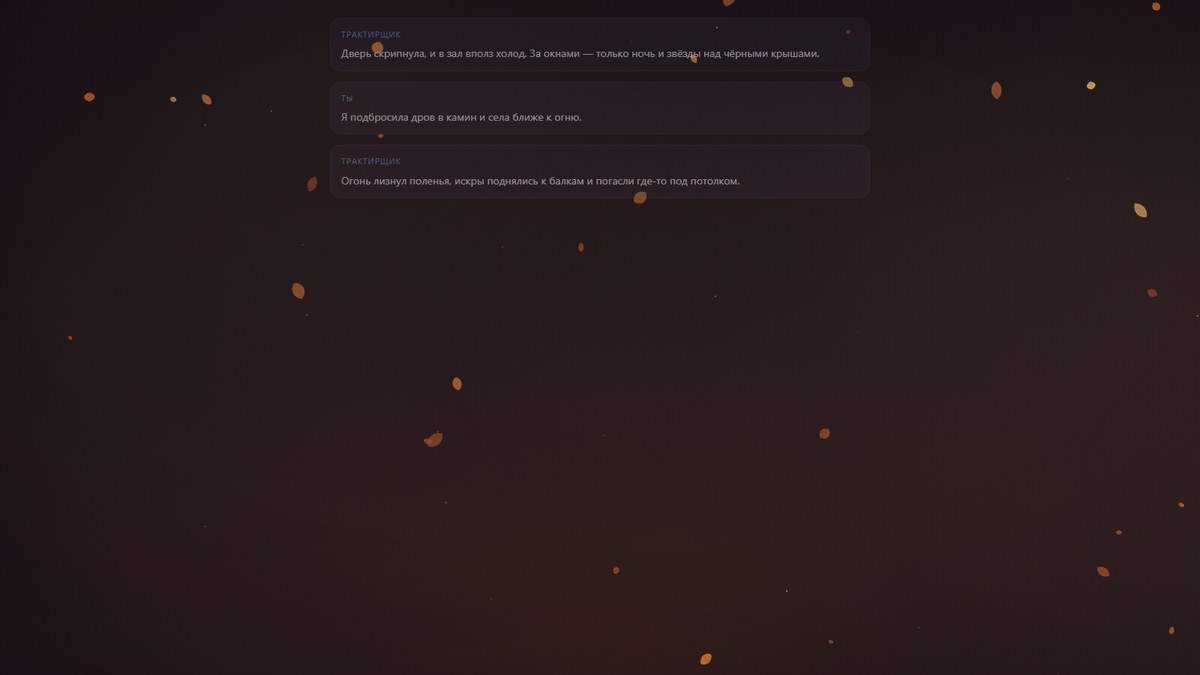 ТРАКТИРЩИК
Дверь скрипнула, и в зал вполз холод. За окнами — только ночь и звёзды над чёрными крышами.
ТЫ
Я подбросила дров в камин и села ближе к огню.
ТРАКТИРЩИК
Огонь лизнул поленья, искры поднялись к балкам и погасли где-то под потолком.